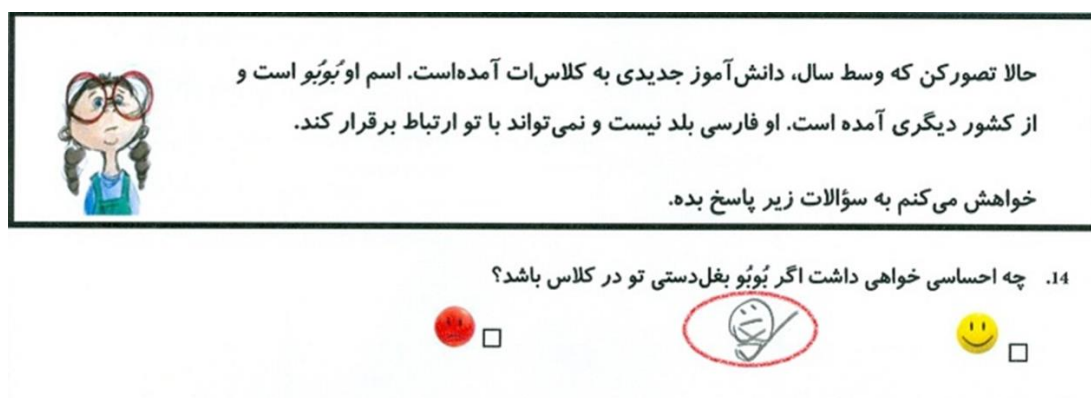 حالا تصورکن که وسط سال، دانش‌آموز جدیدی به کلاس‌ات آمده‌است. اسم او بُوبُو است و
از کشور دیگری آمده است. او فارسی بلد نیست و نمی‌تواند با تو ارتباط برقرار کند.
خواهش می‌کنم به سؤالات زیر پاسخ بده.
14. چه احساسی خواهی داشت اگر بُوبُو بغل‌دستی تو در کلاس باشد؟